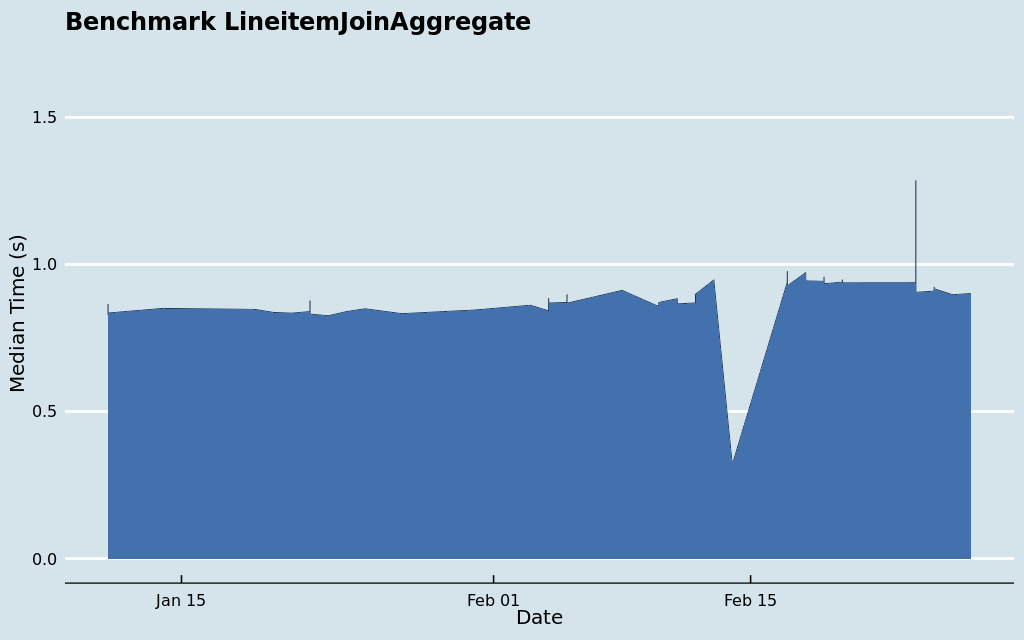 Benchmark LineitemJoinAggregate
Median Time (s)
1.5
1.0
0.5
0.0
Jan 15
Feb 01
Feb 15
Date